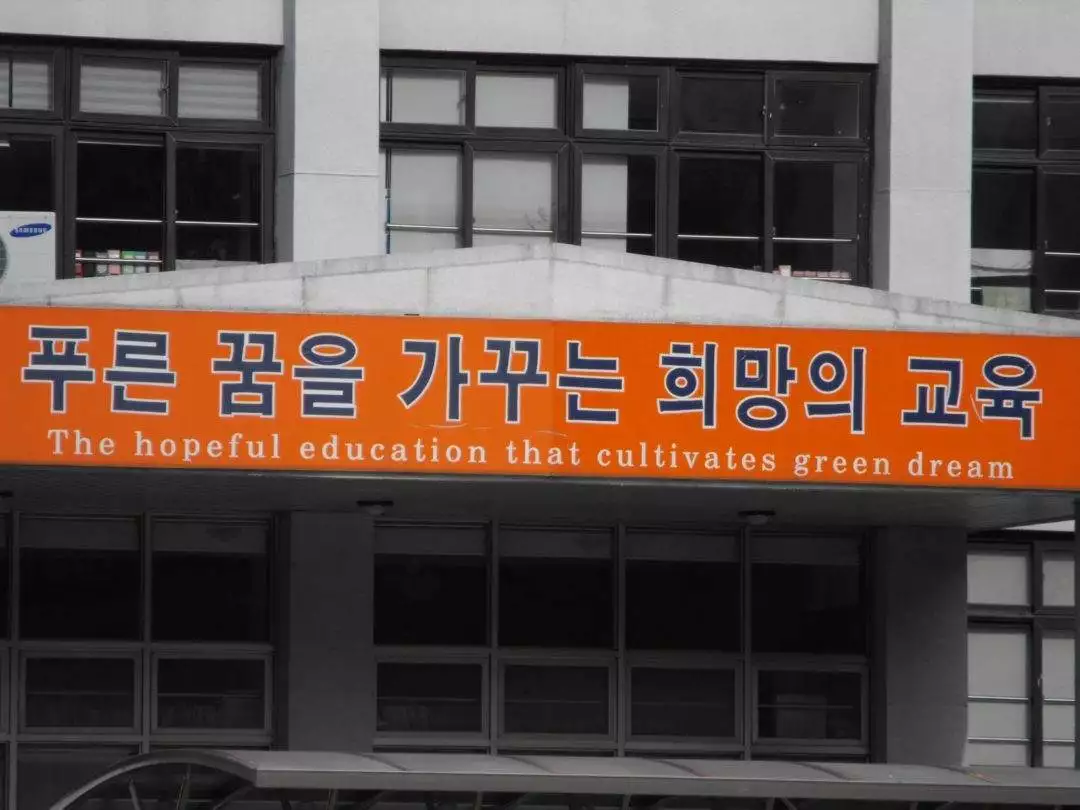 SAMSUNG
푸른 꿈을 가꾸는 희망의 교육
The hopeful education that cultivates green dream